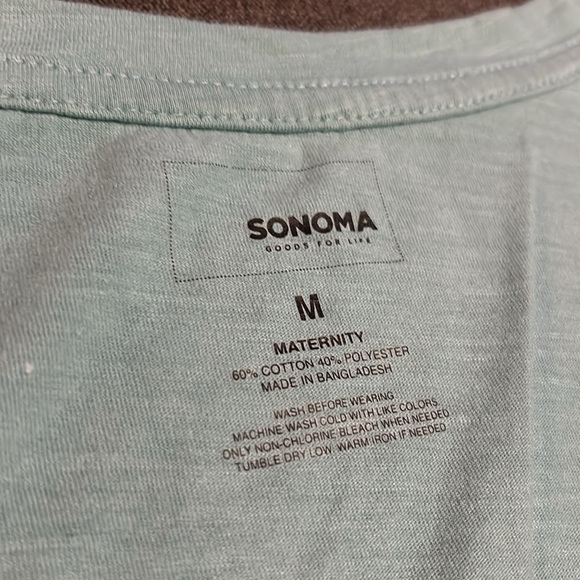 SONOMA
GOODS FOR LIFE
M
MATERNITY
60% COTTON 40% POLYESTER
MADE IN BANGLADESH
WASH BEFORE WEARING
MACHINE WASH COLD WITH LIKE COLORS
ONLY NON-CHLORINE BLEACH WHEN NEEDED
TUMBLE DRY LOW. WARM IRON IF NEEDED